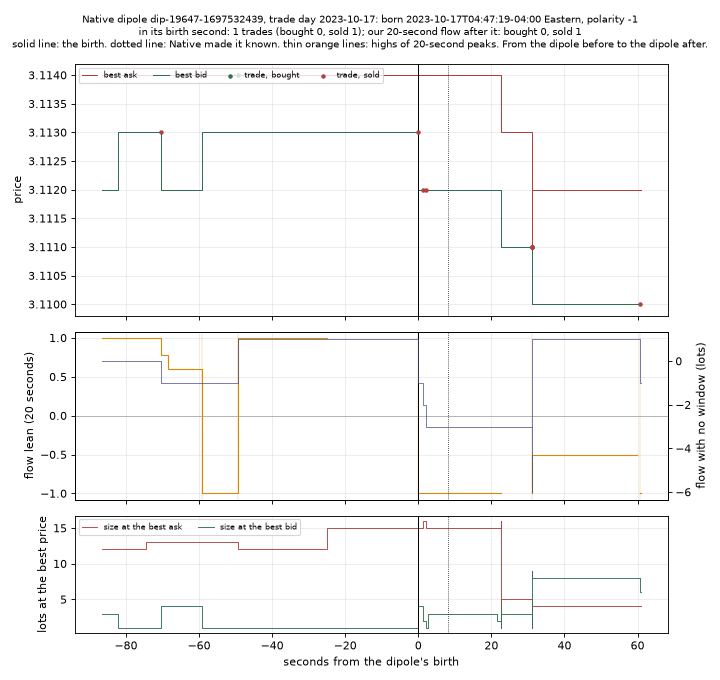 Native dipole dip-19647-1697532439, trade day 2023-10-17: born 2023-10-17T04:47:19-04:00 Eastern, polarity -1
in its birth second: 1 trades (bought 0, sold 1); our 20-second flow after it: bought 0, sold 1
solid line: the birth. dotted line: Native made it known. thin orange lines: highs of 20-second peaks. From the dipole before to the dipole after.
best ask best bid trade, bought trade, sold
3.1140
3.1135
3.1130
3.1125
3.1120
3.1115
3.1110
3.1105
3.1100
price
1.0
0.5
0.0
−0.5
−1.0
flow lean (20 seconds)
0
−2
−4
−6
flow with no window (lots)
size at the best ask size at the best bid
15
10
5
lots at the best price
−80 −60 −40 −20 0 20 40 60
seconds from the dipole's birth